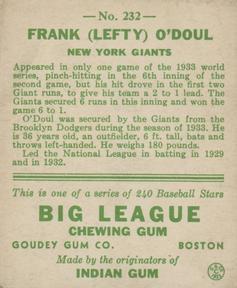 — No. 232 —
FRANK (LEFTY) O'DOUL
NEW YORK GIANTS
Appeared in only one game of the 1933 world
series, pinch-hitting in the 6th inning of the
second game, but his hit drove in the first two
Giant runs, to give his team a 2 to 1 lead. The
Giants secured 6 runs in this inning and won the
game 6 to 1.
O'Doul was secured by the Giants from the
Brooklyn Dodgers during the season of 1933. He
is 36 years old, an outfielder, 6 ft. tall, bats and
throws left-handed. He weighs 180 pounds.
Led the National League in batting in 1929
and in 1932.
This is one of a series of 240 Baseball Stars
BIG LEAGUE
CHEWING GUM
GOUDEY GUM CO. BOSTON
Made by the originators of
INDIAN GUM